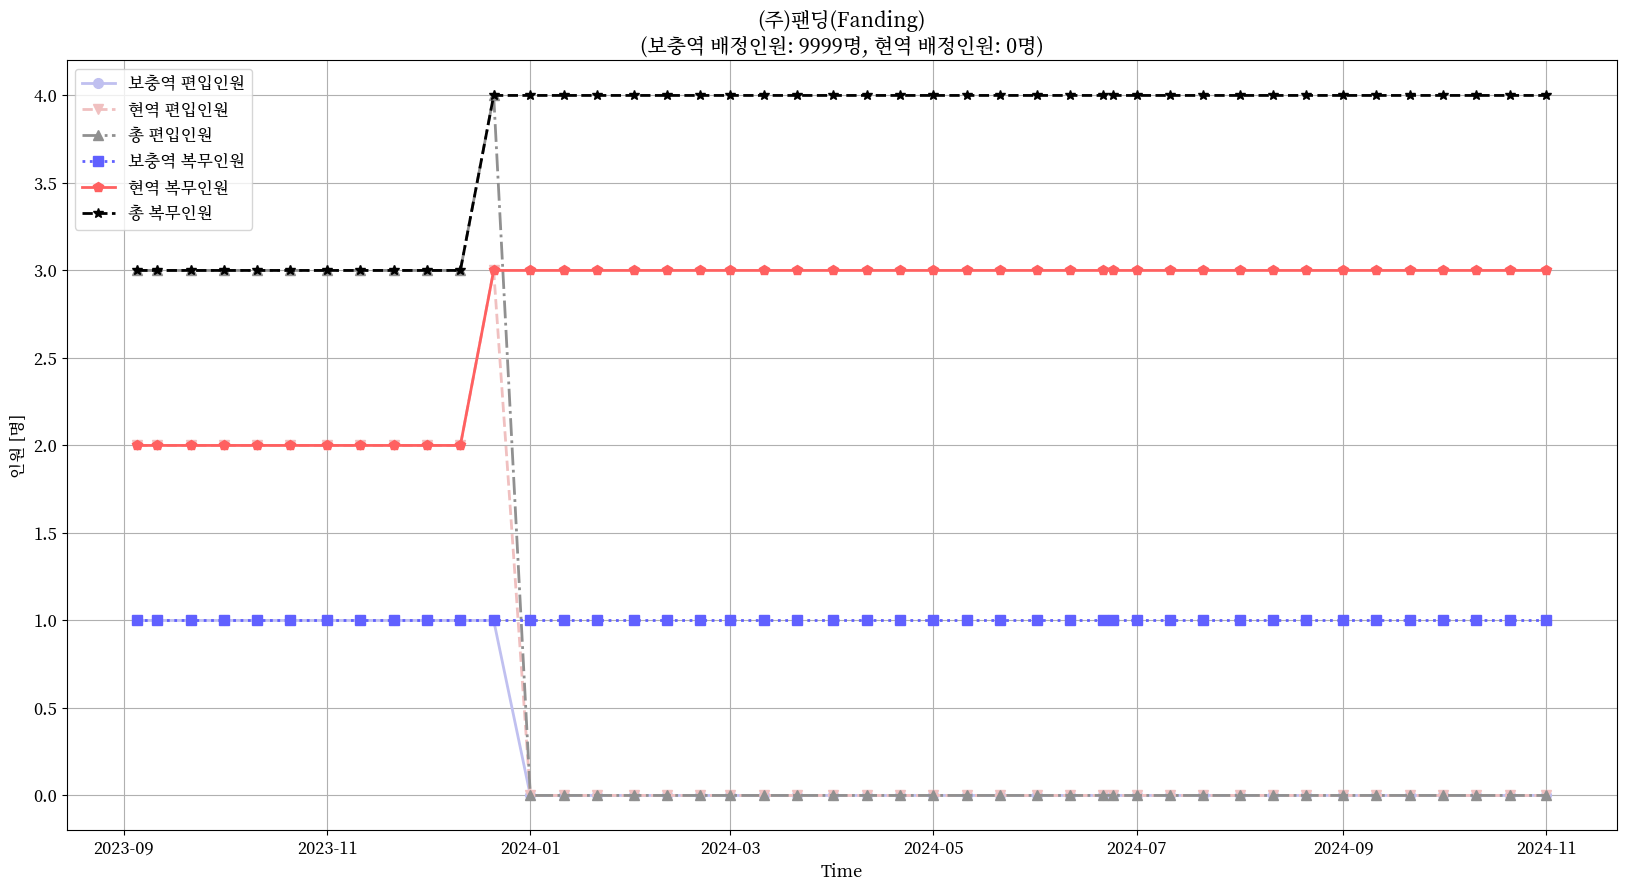 (주)팬딩(Fanding)
(보충역 배정인원: 9999명, 현역 배정인원: 0명)
보충역 편입인원
현역 편입인원
총 편입인원
보충역 복무인원
현역 복무인원
총 복무인원
인원 [명]
4.0
3.5
3.0
2.5
2.0
1.5
1.0
0.5
0.0
2023-09 2023-11 2024-01 2024-03 2024-05 2024-07 2024-09 2024-11
Time